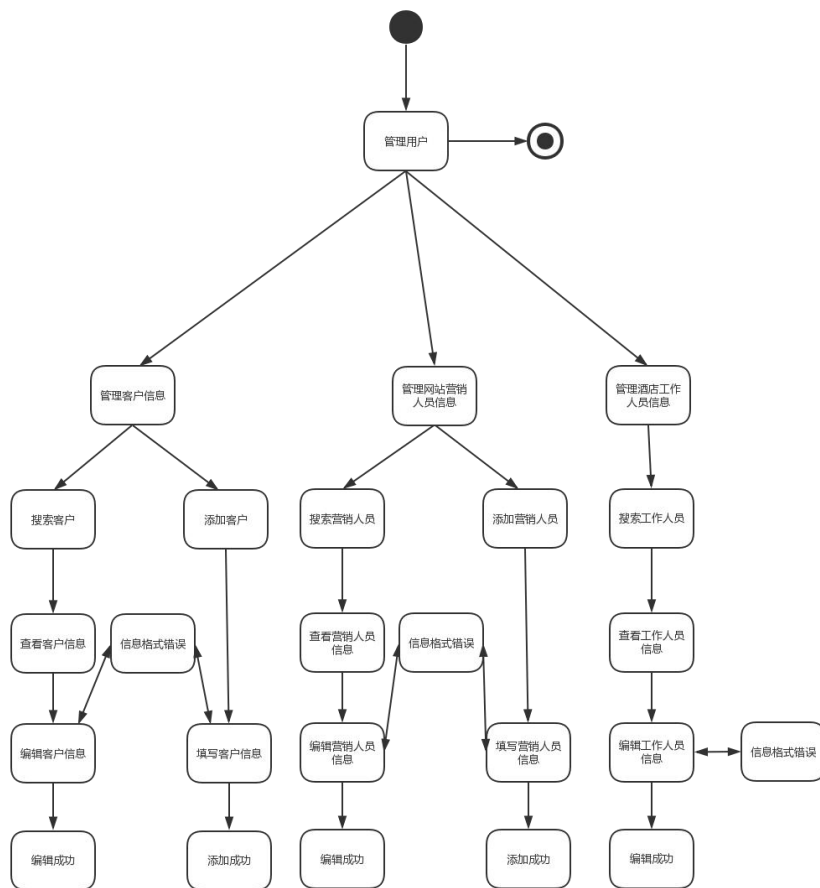 管理用户
管理客户信息
管理网站营销
人员信息
管理酒店工作
人员信息
搜索客户
添加客户
搜索营销人员
添加营销人员
搜索工作人员
查看客户信息
信息格式错误
查看营销人员
信息
信息格式错误
查看工作人员
信息
编辑客户信息
填写客户信息
编辑营销人员
信息
填写营销人员
信息
编辑工作人员
信息
信息格式错误
编辑成功
添加成功
编辑成功
添加成功
编辑成功